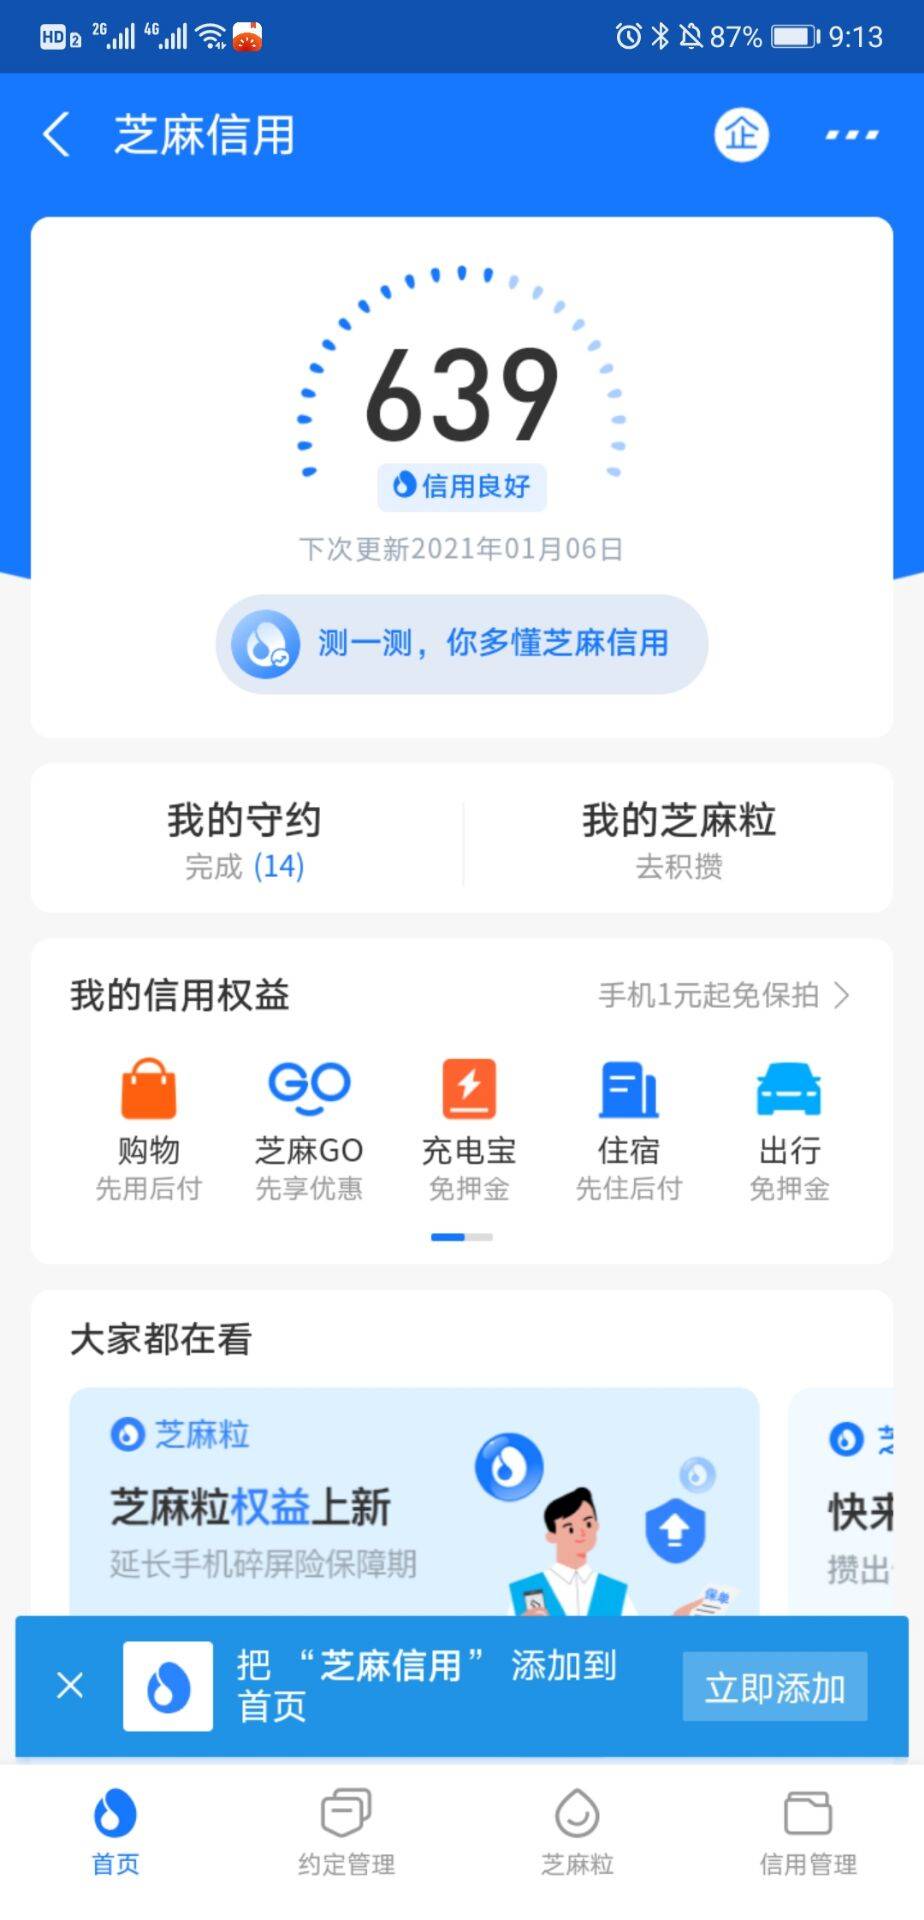 HD 2 2G 4G 87% 9:13
芝麻信用 企
639
信用良好
下次更新2021年01月06日
测一测，你多懂芝麻信用
我的守约 我的芝麻粒
完成 (14) 去积攒
我的信用权益 手机1元起免保拍
GO
购物 芝麻GO 充电宝 住宿 出行
先用后付 先享优惠 免押金 先住后付 免押金
大家都在看
芝麻粒
芝麻粒权益上新 快来
延长手机碎屏险保障期 攒出
保单
把 “芝麻信用” 添加到
首页
立即添加
首页 约定管理 芝麻粒 信用管理